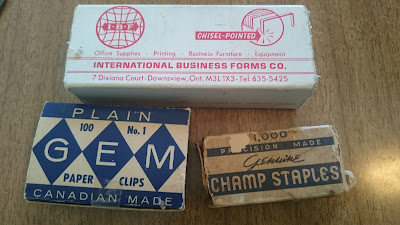 IBF
CHISEL-POINTED
Office Supplies - Printing - Business Furniture - Equipment
INTERNATIONAL BUSINESS FORMS CO.
7 Dixiana Court-Downsview, Ont. M3L 1X3-Tel. 635-5425
PLAIN
100 No. 1
GEM
PAPER CLIPS
CANADIAN MADE
1,000
PRECISION MADE
Genuine
CHAMP STAPLES